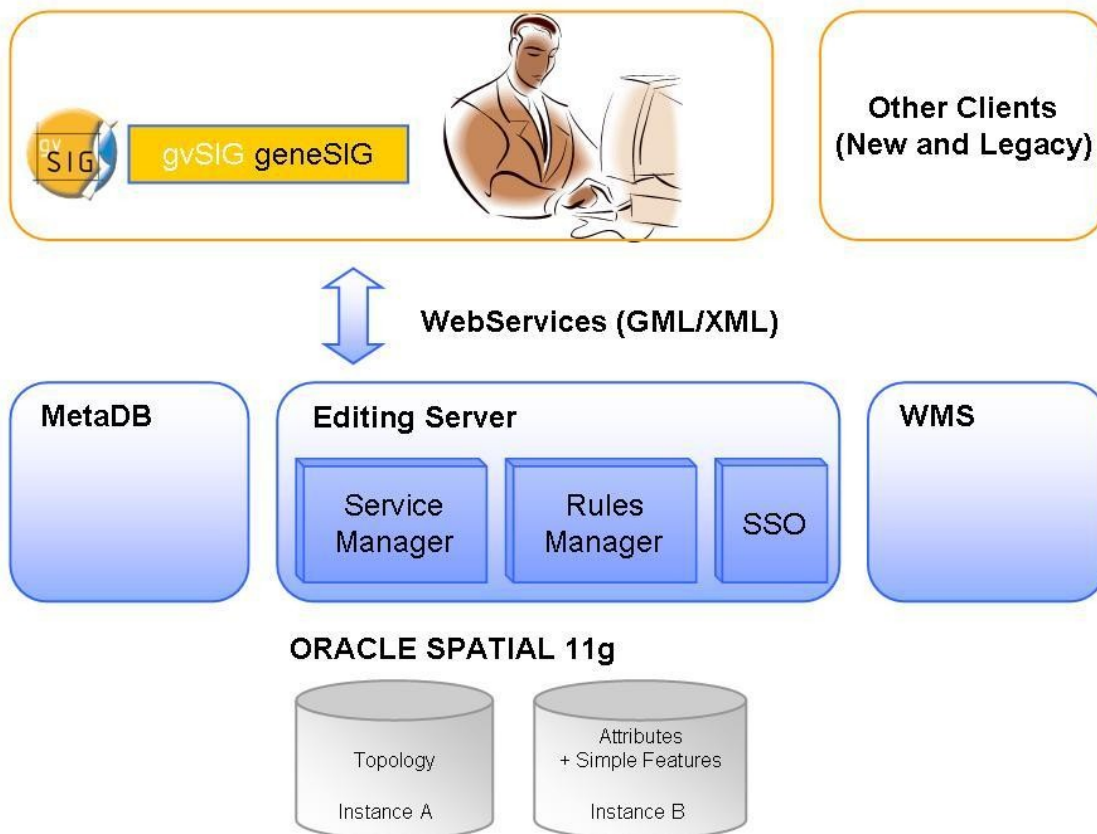 gv
SIG
gvSIG geneSIG
Other Clients
(New and Legacy)
WebServices (GML/XML)
MetaDB
Editing Server
WMS
Service
Manager
Rules
Manager
SSO
ORACLE SPATIAL 11g
Topology
Instance A
Attributes
+ Simple Features
Instance B